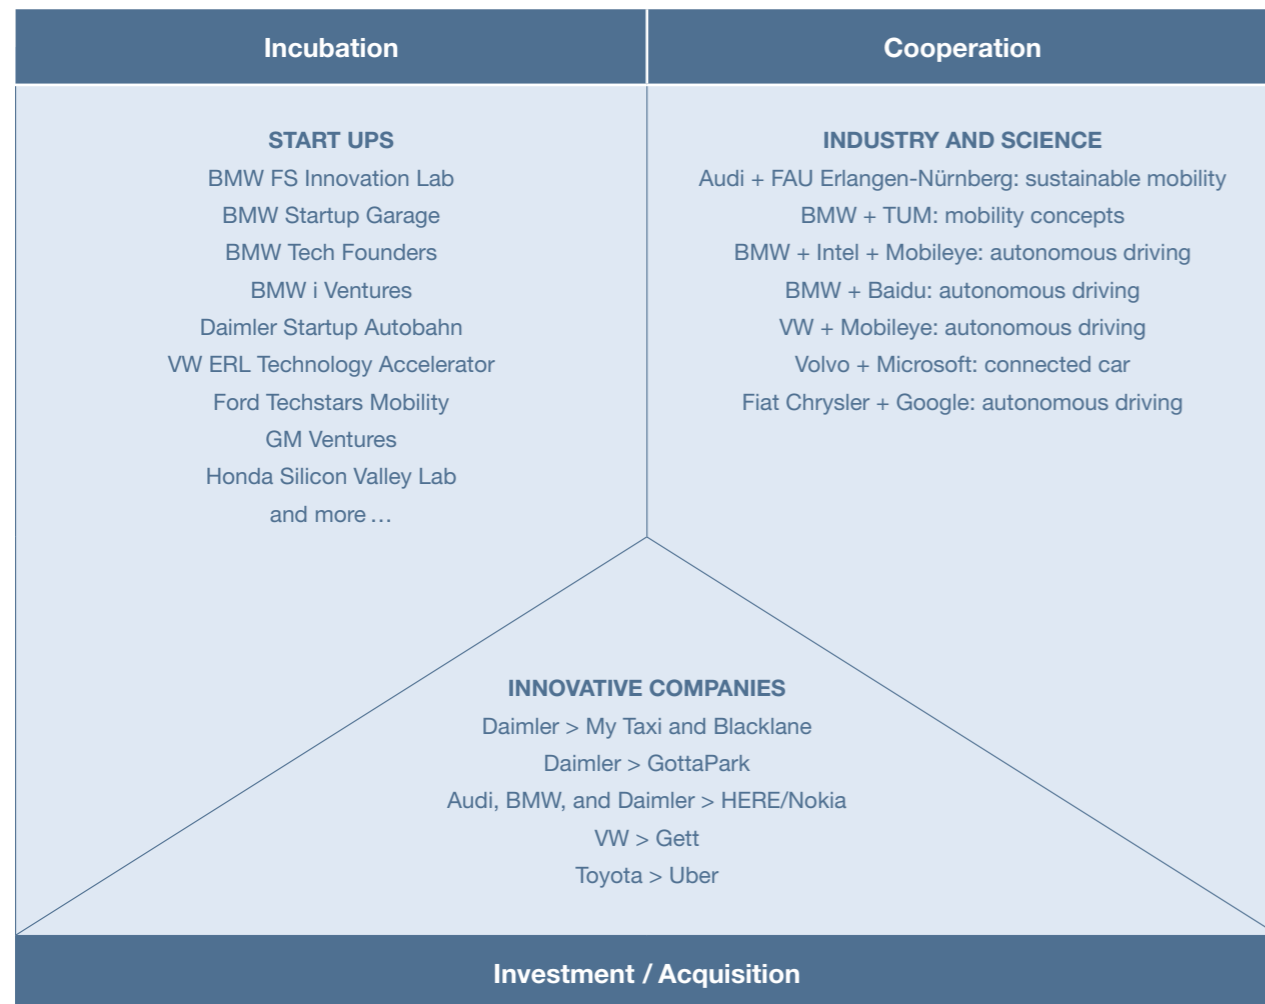 Incubation
Cooperation
START UPS
BMW FS Innovation Lab
BMW Startup Garage
BMW Tech Founders
BMW i Ventures
Daimler Startup Autobahn
VW ERL Technology Accelerator
Ford Techstars Mobility
GM Ventures
Honda Silicon Valley Lab
and more …
INDUSTRY AND SCIENCE
Audi + FAU Erlangen-Nürnberg: sustainable mobility
BMW + TUM: mobility concepts
BMW + Intel + Mobileye: autonomous driving
BMW + Baidu: autonomous driving
VW + Mobileye: autonomous driving
Volvo + Microsoft: connected car
Fiat Chrysler + Google: autonomous driving
INNOVATIVE COMPANIES
Daimler > My Taxi and Blacklane
Daimler > GottaPark
Audi, BMW, and Daimler > HERE/Nokia
VW > Gett
Toyota > Uber
Investment / Acquisition